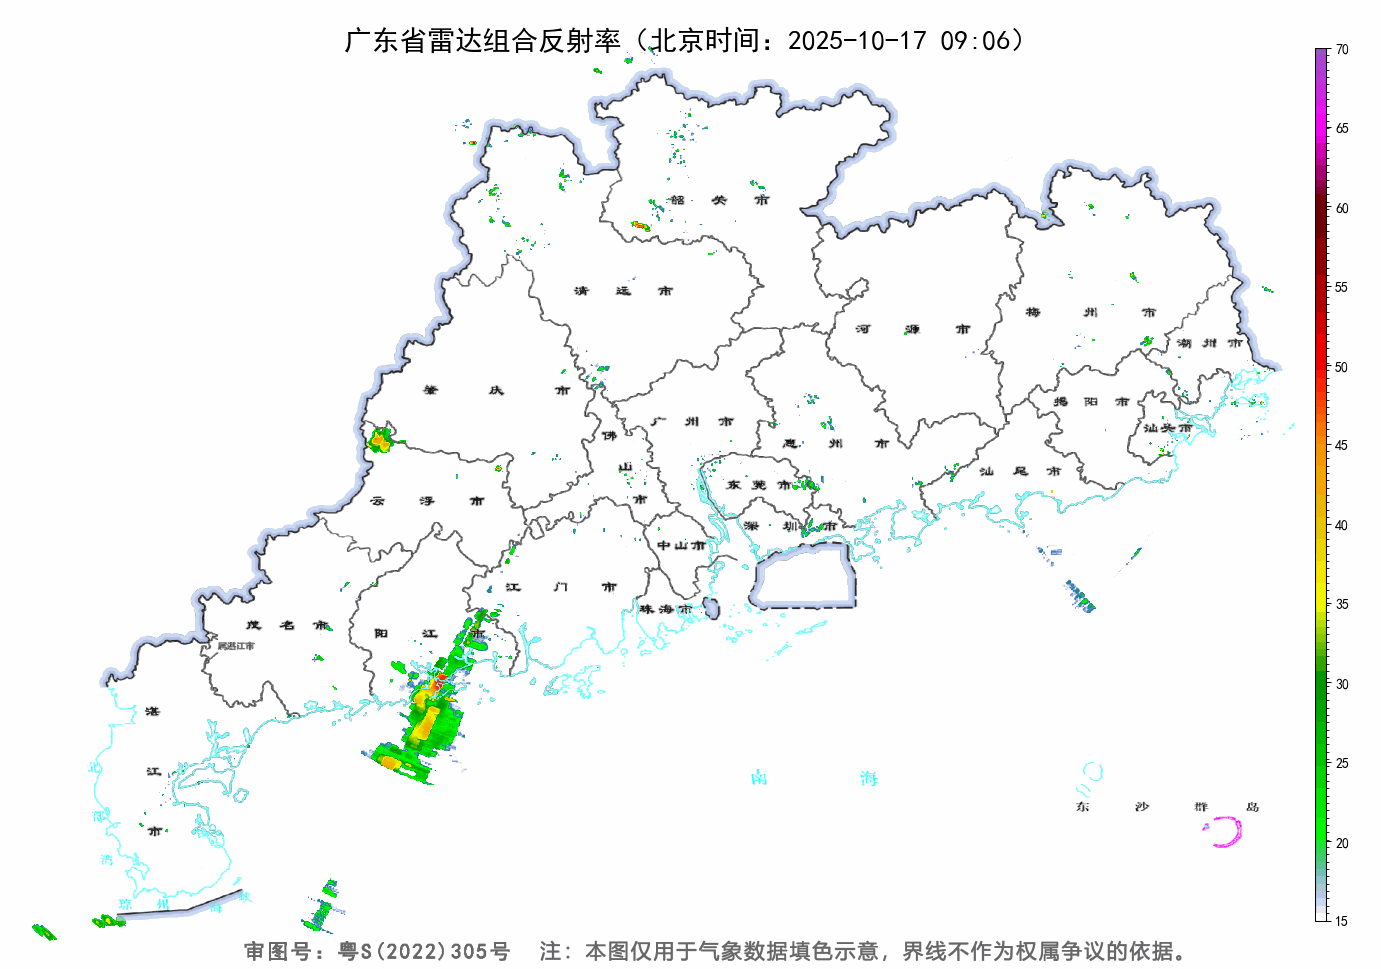 广东省雷达组合反射率（北京时间：2025-10-17 09:06）
70
65
60
55
50
45
40
35
30
25
20
15
韶关市
清远市
河源市
梅州市
潮州市
肇庆市
揭阳市
汕头市
广州市
佛山市
惠州市
汕尾市
东莞市
云浮市
深圳市
中山市
江门市
珠海市
茂名市
阳江市
属湛江市
湛江市
北部湾
南海
东沙群岛
琼州海峡
审图号：粤S(2022)305号 注：本图仅用于气象数据填色示意，界线不作为权属争议的依据。